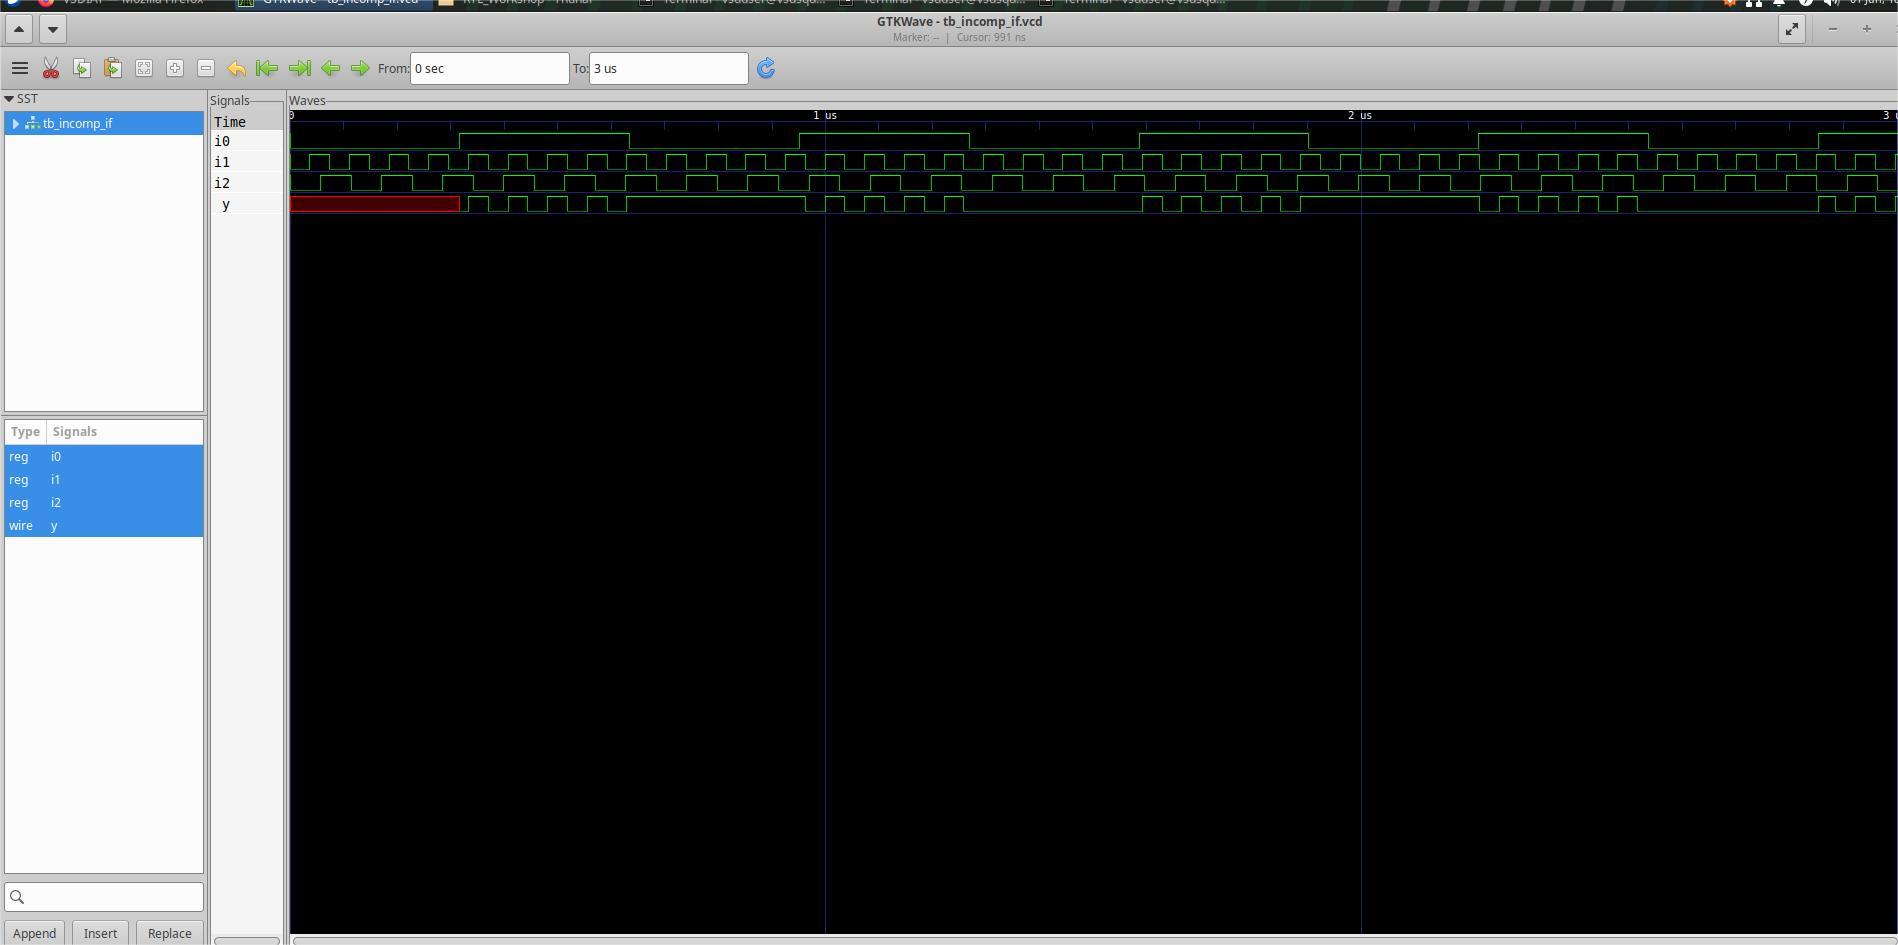 GTKWave - tb_incomp_if.vcd
Marker: -- | Cursor: 991 ns
From: 0 sec To: 3 us
SST
tb_incomp_if
Type Signals
reg i0
reg i1
reg i2
wire y
Append Insert Replace
Signals
Time
i0
i1
i2
y
Waves
0 1 us 2 us 3 u